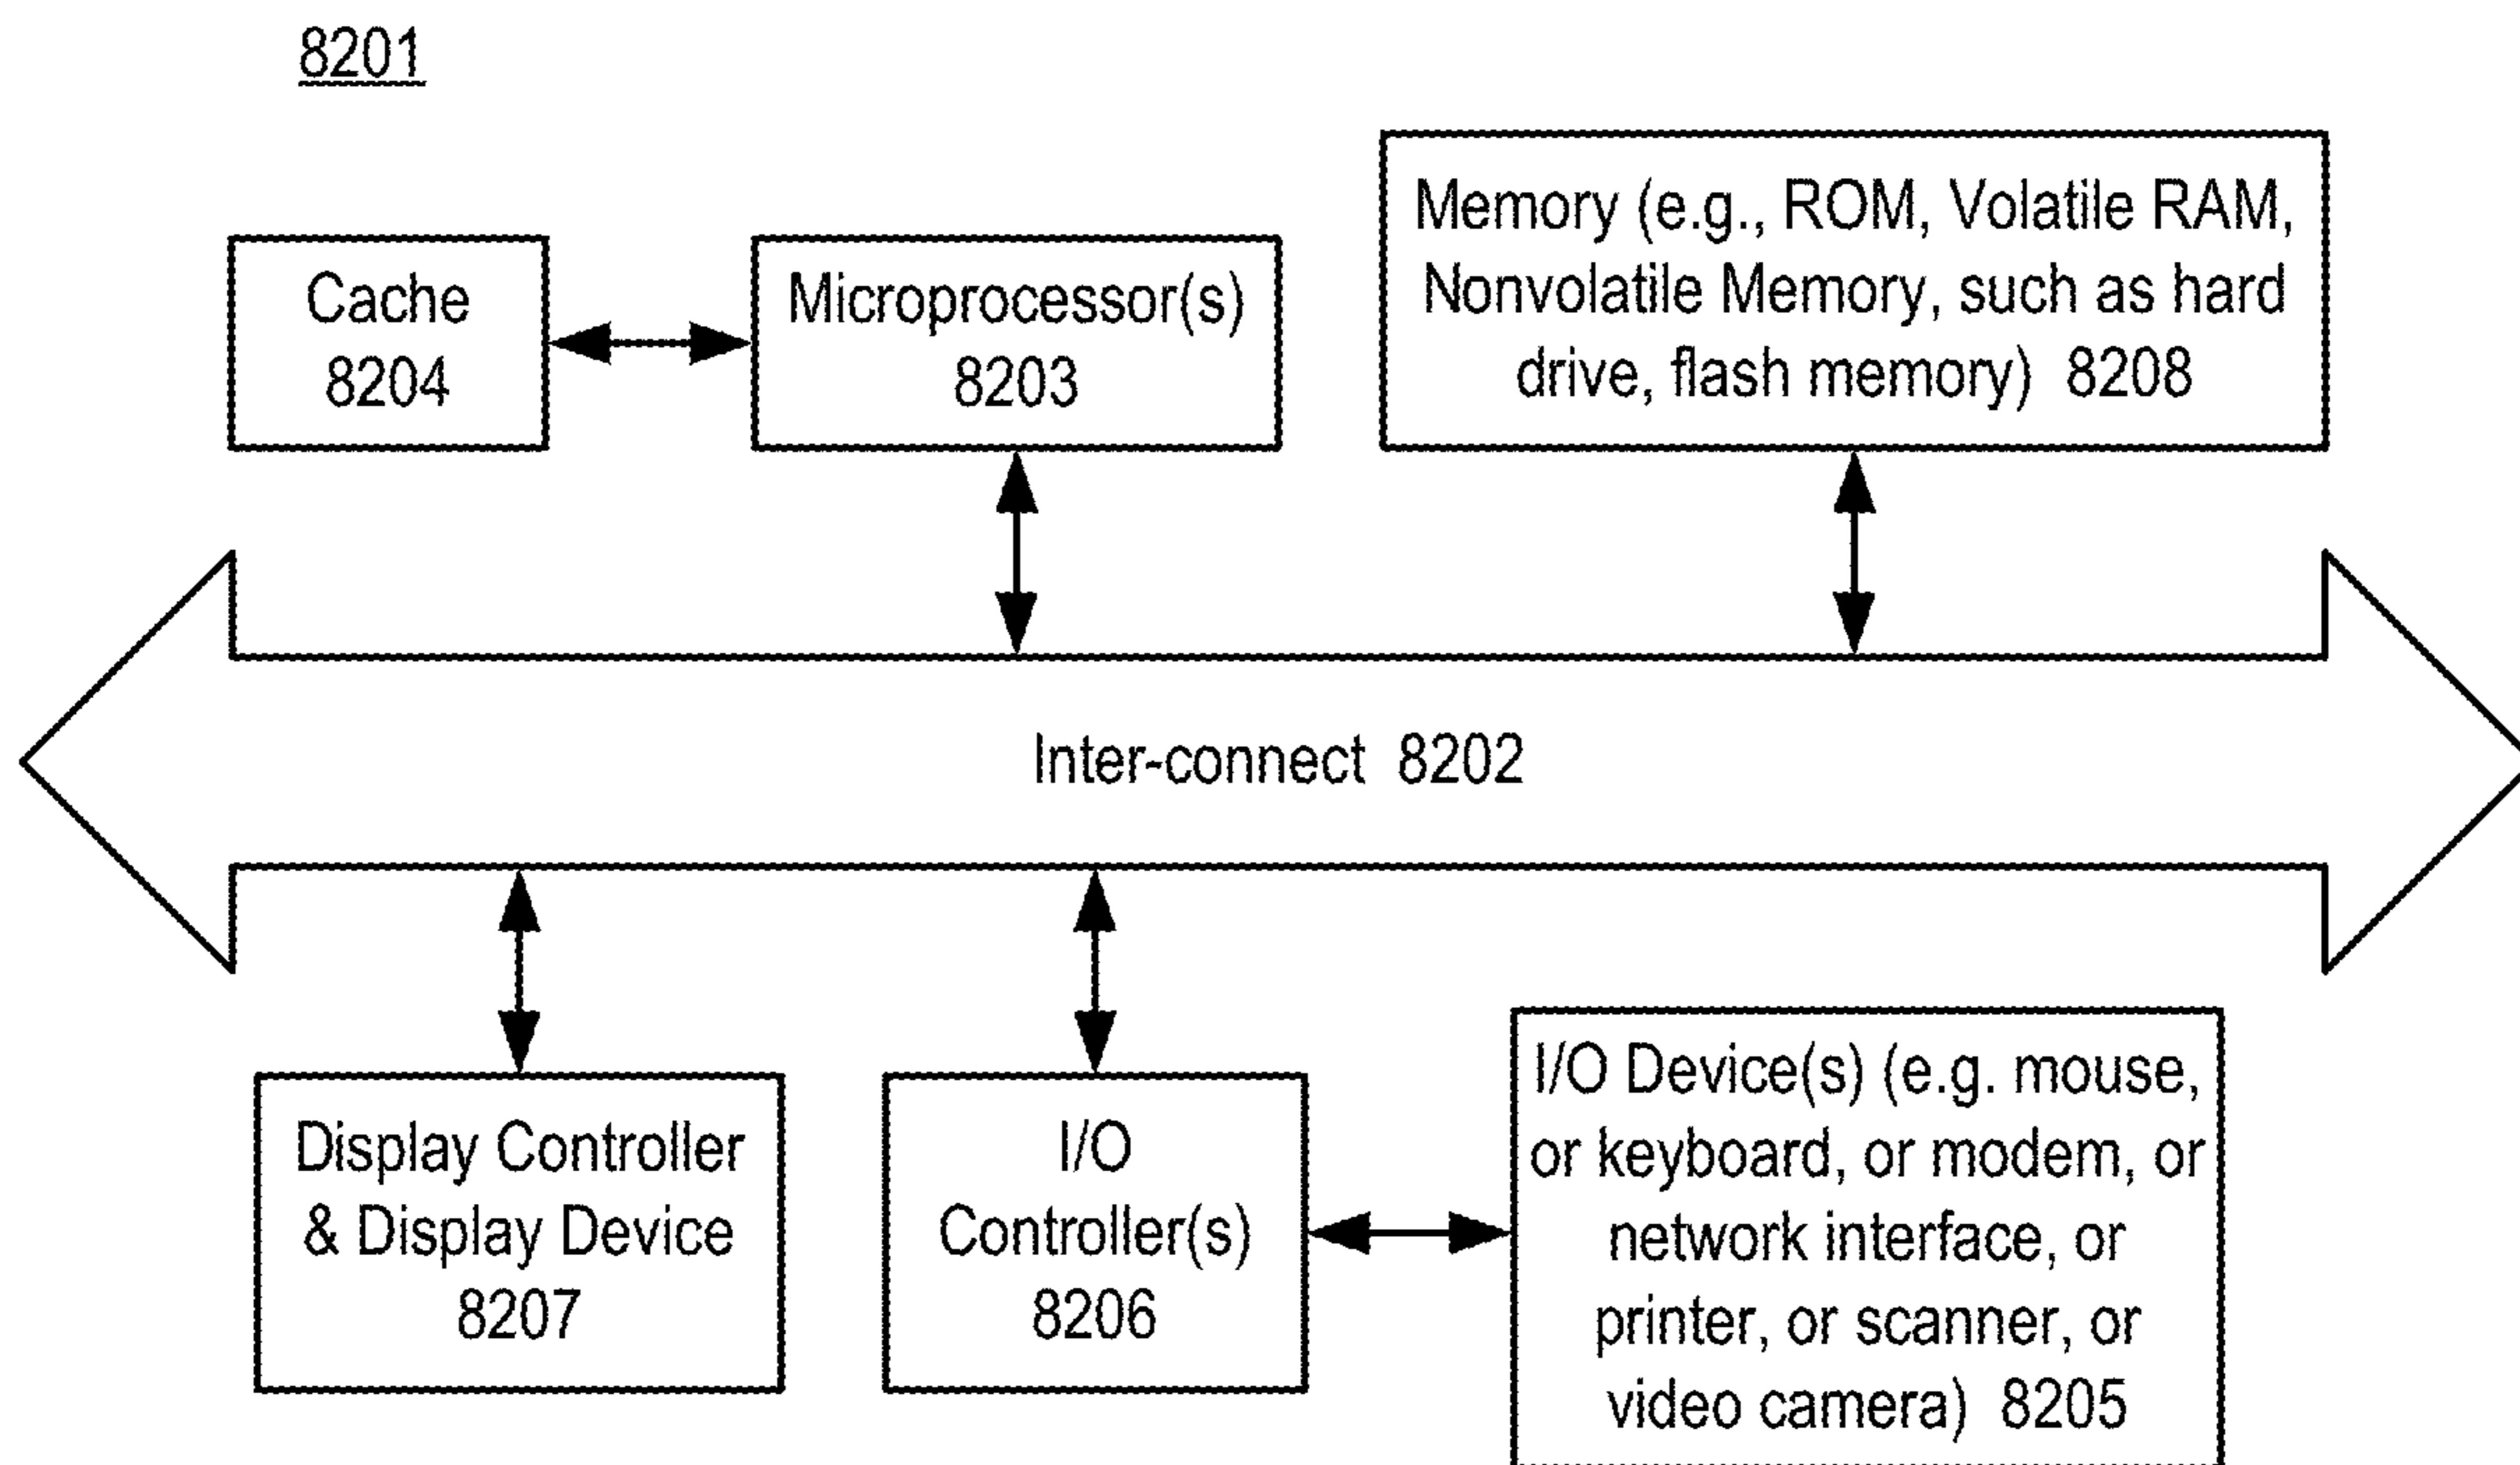 8201
Cache
8204
Microprocessor(s)
8203
Memory (e.g., ROM, Volatile RAM,
Nonvolatile Memory, such as hard
drive, flash memory) 8208
Inter-connect 8202
Display Controller
& Display Device
8207
I/O
Controller(s)
8206
I/O Device(s) (e.g. mouse,
or keyboard, or modem, or
network interface, or
printer, or scanner, or
video camera) 8205